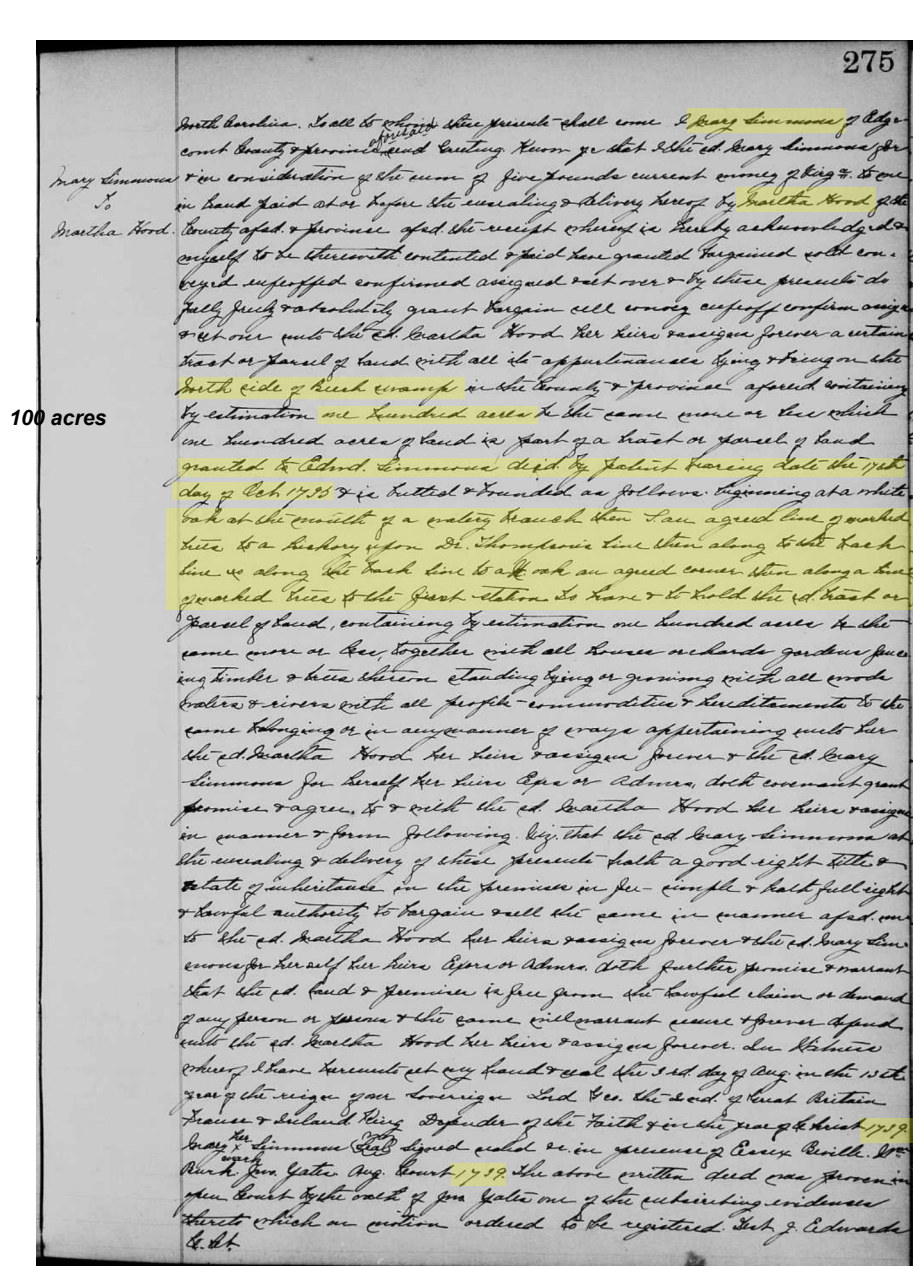 275
North Carolina. To all to whom these presents shall come I Mary Simmons of Edge-
aforesaid
comb County & province send Greeting Know ye that I the sd. Mary Simmons for
Mary Simmons
To
Martha Hood.
& in consideration of the sum of five pounds current money of Virg a. to me
in hand paid at or before the ensealing & delivery hereof by Martha Hood of the
County afsd. & province afsd. the receipt whereof is hereby acknowledged &
myself to be therewith contented & paid have granted bargained sold con-
veyed enfeoffed confirmed assigned & set over & by these presents do
fully freely & absolutely grant bargain sell convey enfeoff confirm assign
& set over unto the sd. Martha Hood her heirs & assigns forever a certain
tract or parcel of land with all its appurtenances lying & being on the
North side of Kush swamp in the County & province aforesd containing
100 acres
by estimation one hundred acres be the same more or less which
one hundred acres of land is part of a tract or parcel of land
granted to Edmd. Simmons decd. by patent bearing date the 17th
day of Oct 1735 & is butted & bounded as follows. beginning at a white
oak at the mouth of a watery branch then S. an agreed line of marked
trees to a hickory upon Dr. Thompson's line then along to the back
line so along the back line to a oak an agreed corner then along a line
of marked trees to the first station To have & to hold the sd. tract or
parcel of land, containing by estimation one hundred acres be the
same more or less, together with all houses orchards gardens fenc-
ing timber & trees thereon standing lying or growing with all woods
waters & rivers with all profits commodities & hereditaments to the
same belonging or in any manner of ways appertaining unto her
the sd. Martha Hood her heirs & assigns forever & the sd. Mary
Simmons for herself her heirs Exrs or Admrs. doth covenant grant
promise & agree, to & with the sd. Martha Hood her heirs & assigns
in manner & form following. Viz. that the sd Mary Simmons at
the ensealing & delivery of these presents hath a good right title &
estate of inheritance in the premises in fee-simple & hath full right
& lawful authority to bargain & sell the same in manner afsd. un
to the sd. Martha Hood her heirs & assigns forever & the sd. Mary Sim
mons for herself her heirs Exors or Admrs. doth further promise & warrant
that the sd. land & premises is free from the lawful claim or demand
of any person or persons & the same will warrant secure & forever defend
unto the sd. Martha Hood her heirs & assigns forever. In Witness
whereof I have hereunto set my hand & seal the 3d. day of Aug. in the 13th
year of the reign of our Sovereign Lord Geo. the 2nd. of Great Britain
France & Ireland King Defender of the Faith & in the year of Christ 1739.
her
Mary x Simmons Seal signed seald &c. in presence of Essex Beville. Wm.
mark
Rush. Jno. Yates. Aug. Court 1739. The above written deed was proven in
open Court by the oath of Jno Yates one of the subscribing evidences
thereto which on motion ordered to be registered. Test J. Edwards
C. Ct.